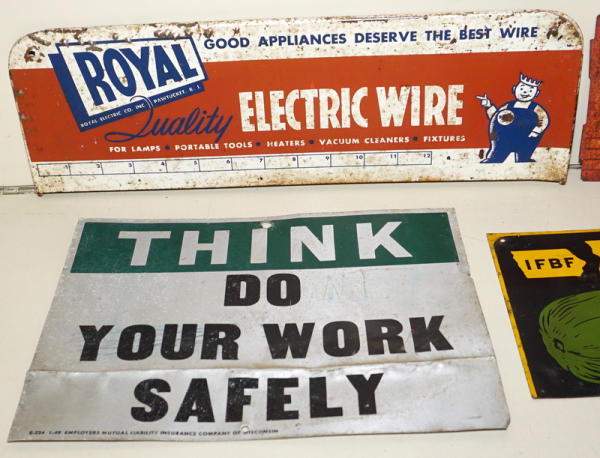 GOOD APPLIANCES DESERVE THE BEST WIRE
ROYAL
ROYAL ELECTRIC CO. INC. PAWTUCKET, R. I.
Quality ELECTRIC WIRE
FOR LAMPS • PORTABLE TOOLS • HEATERS • VACUUM CLEANERS • FIXTURES
1 2 3 4 5 6 7 8 9 10 11 12
THINK
DO
YOUR WORK
SAFELY
EMPLOYERS MUTUAL LIABILITY INSURANCE COMPANY OF WISCONSIN
IFBF